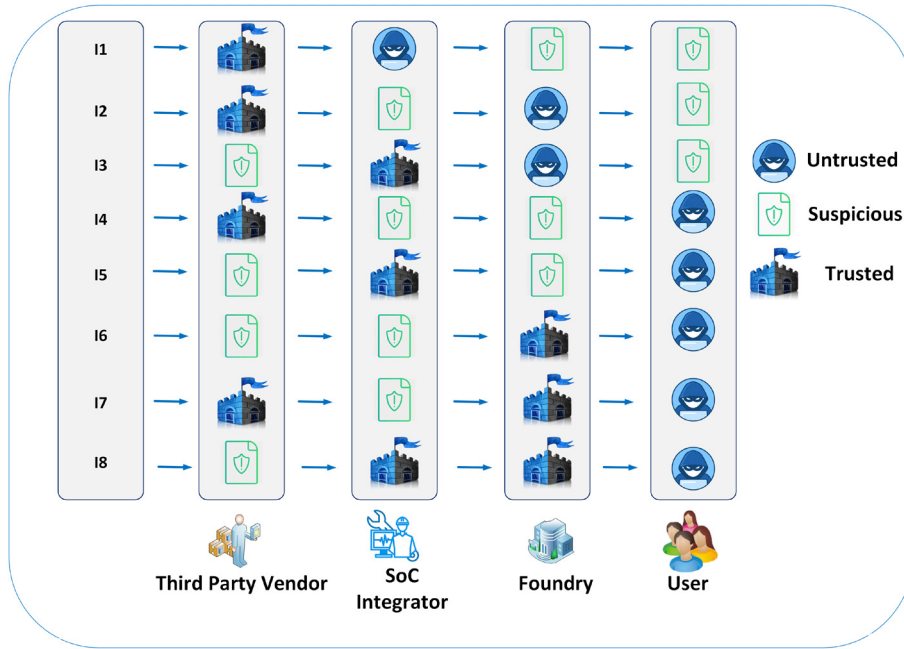 I1
I2
I3
I4
I5
I6
I7
I8
Untrusted
Suspicious
Trusted
Third Party Vendor
SoC
Integrator
Foundry
User